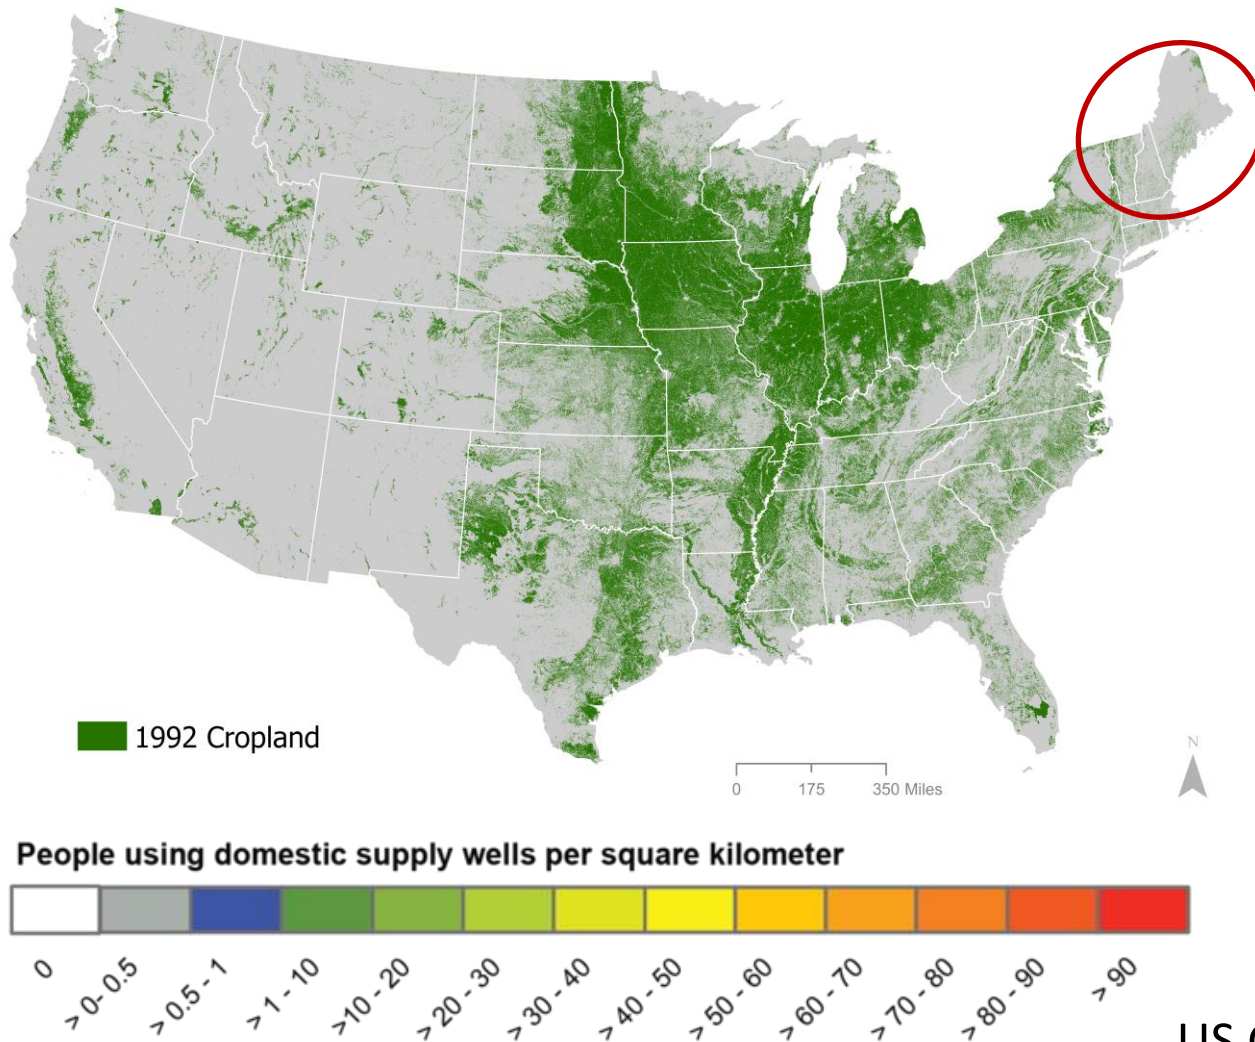 1992 Cropland
N
0 175 350 Miles
People using domestic supply wells per square kilometer
0
> 0- 0.5
> 0.5 - 1
> 1 - 10
>10 - 20
> 20 - 30
> 30 - 40
> 40 - 50
> 50 - 60
> 60 - 70
> 70 - 80
> 80 - 90
> 90
US